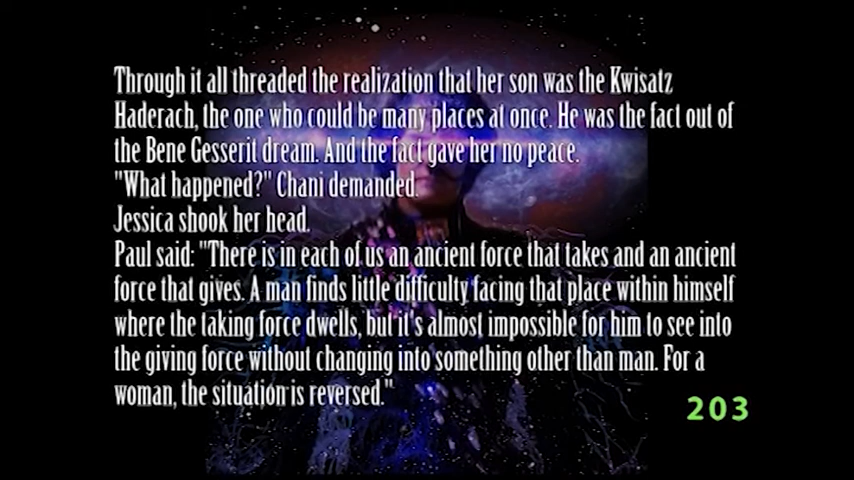 Through it all threaded the realization that her son was the Kwisatz
Haderach, the one who could be many places at once. He was the fact out of
the Bene Gesserit dream. And the fact gave her no peace.
"What happened?" Chani demanded.
Jessica shook her head.
Paul said: "There is in each of us an ancient force that takes and an ancient
force that gives. A man finds little difficulty facing that place within himself
where the taking force dwells, but it's almost impossible for him to see into
the giving force without changing into something other than man. For a
woman, the situation is reversed."
203